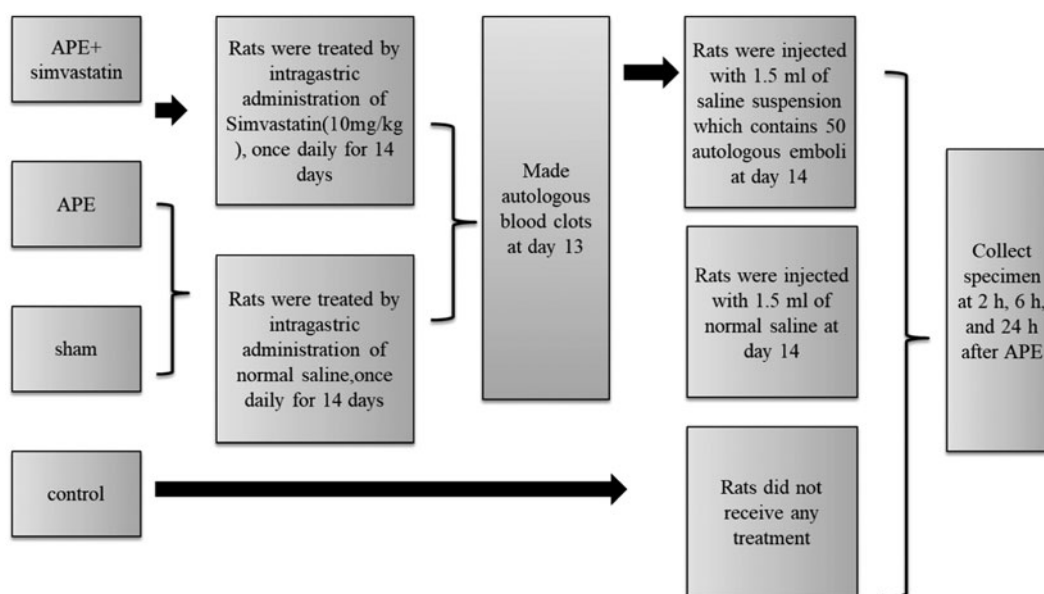 APE+
simvastatin
APE
sham
control
Rats were treated by
intragastric
administration of
Simvastatin(10mg/kg
), once daily for 14
days
Rats were treated by
intragastric
administration of
normal saline,once
daily for 14 days
Made
autologous
blood clots
at day 13
Rats were injected
with 1.5 ml of
saline suspension
which contains 50
autologous emboli
at day 14
Rats were injected
with 1.5 ml of
normal saline at
day 14
Rats did not
receive any
treatment
Collect
specimen
at 2 h, 6 h,
and 24 h
after APE